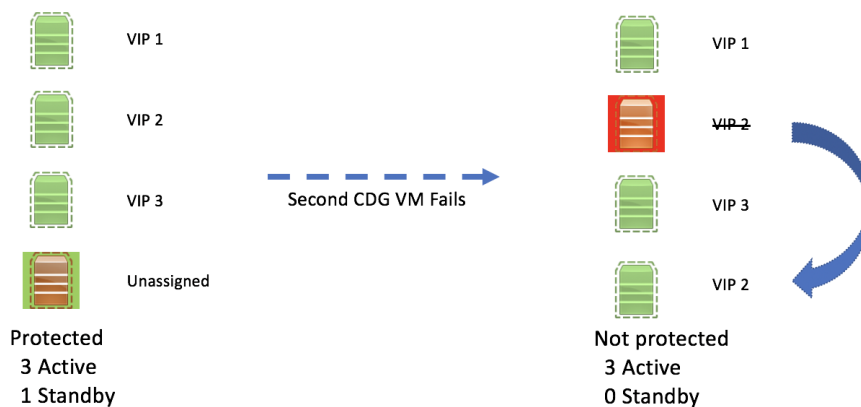 VIP 1
VIP 2
VIP 3
Unassigned
Protected
3 Active
1 Standby
Second CDG VM Fails
VIP 1
VIP 2
VIP 3
VIP 2
Not protected
3 Active
0 Standby